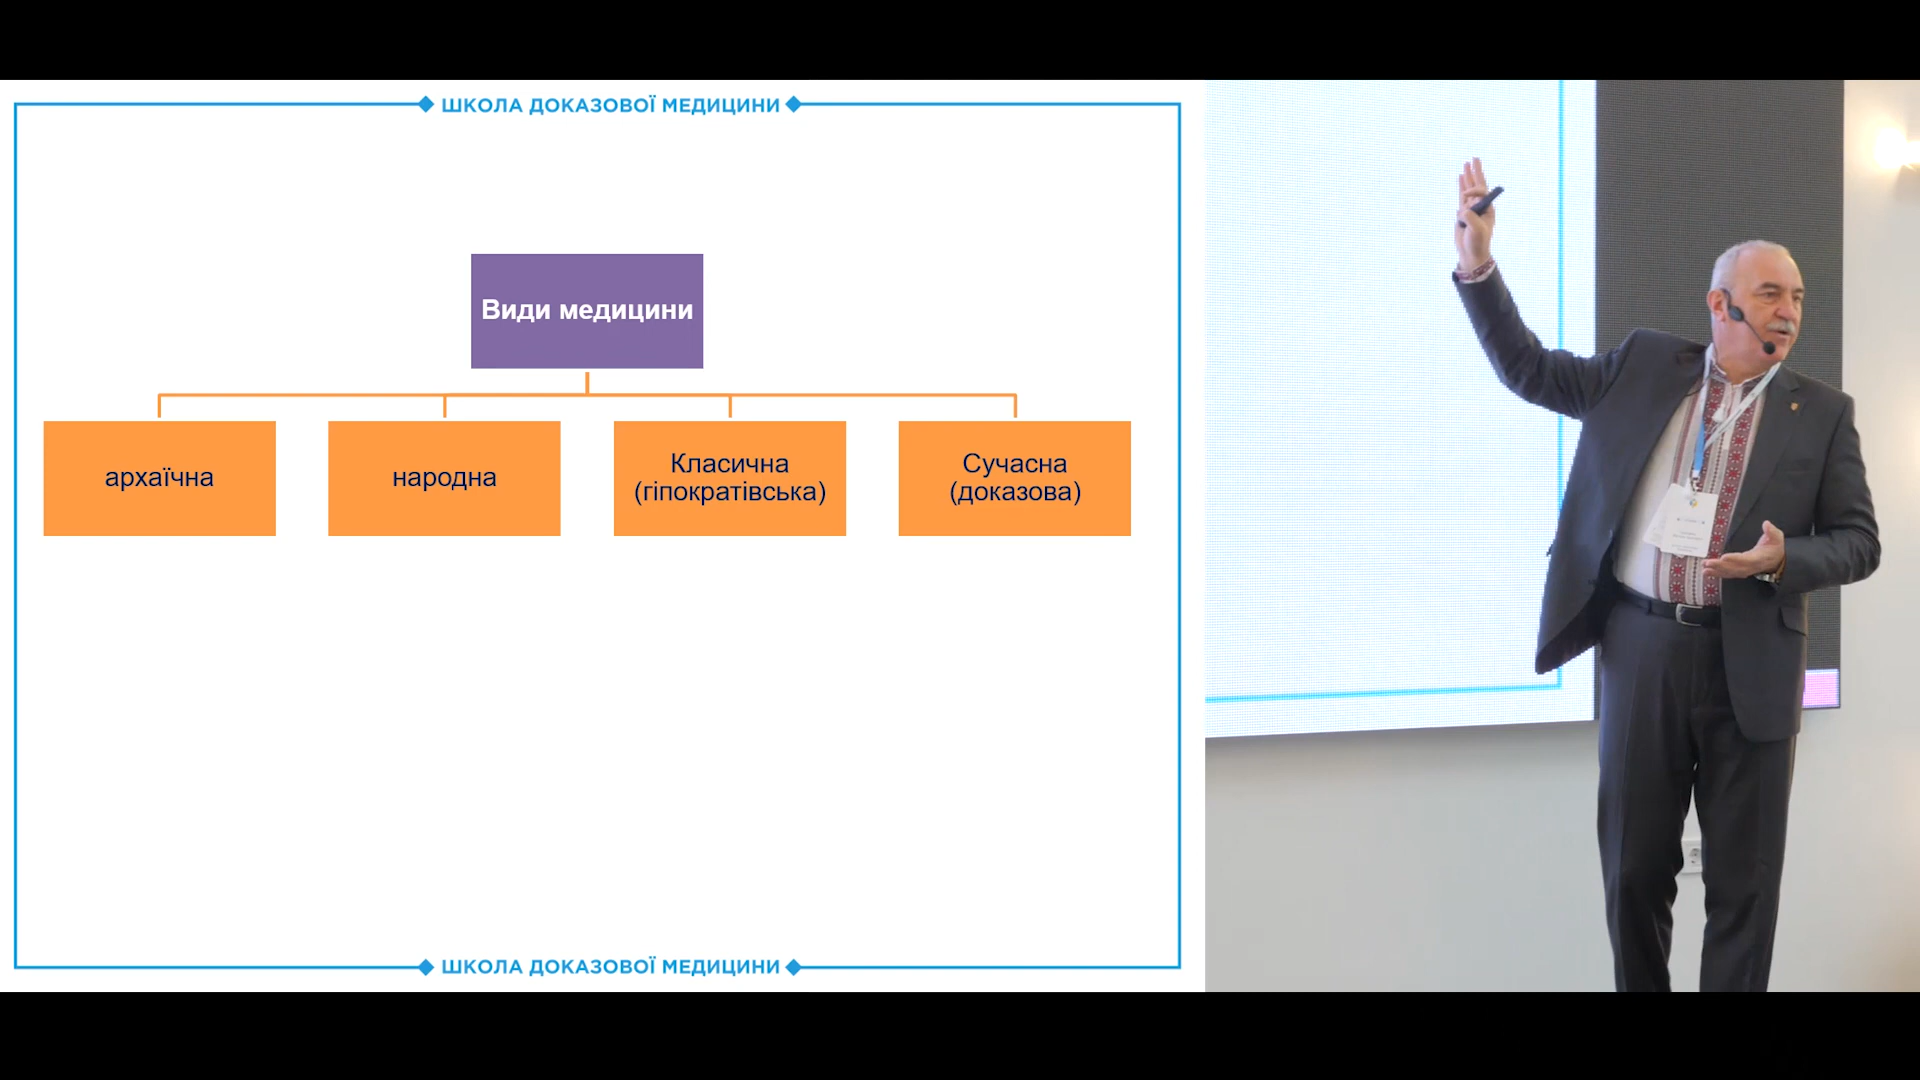 ШКОЛА ДОКАЗОВОЇ МЕДИЦИНИ
Види медицини
архаїчна
народна
Класична
(гіпократівська)
Сучасна
(доказова)
ШКОЛА ДОКАЗОВОЇ МЕДИЦИНИ